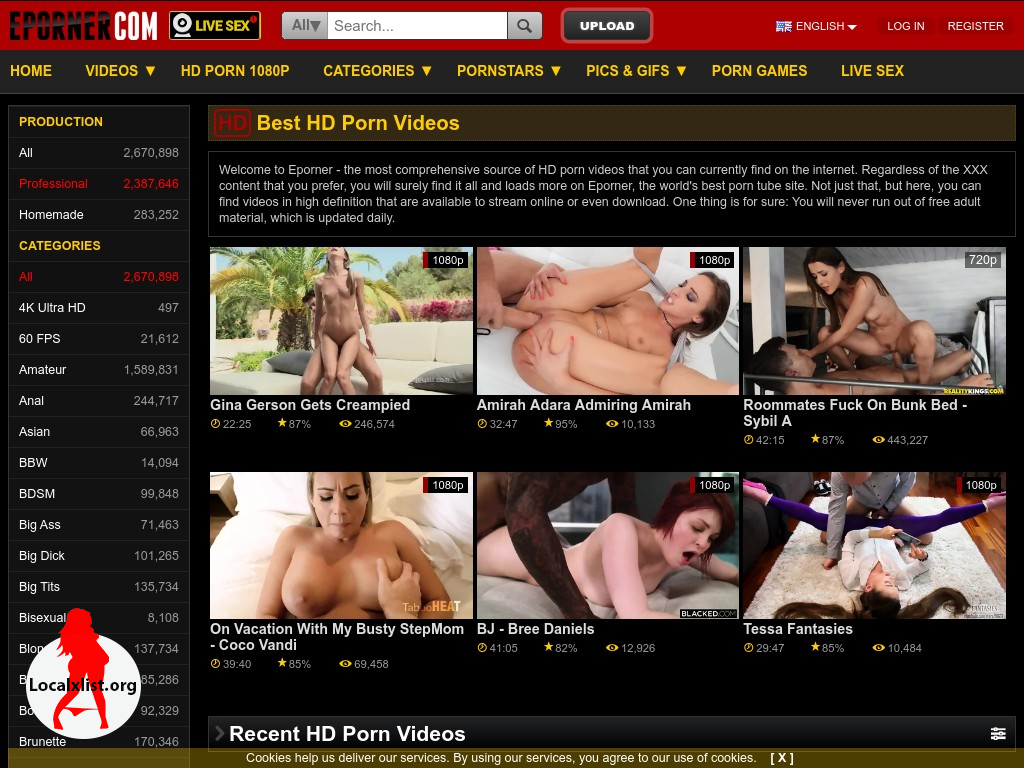 EPORNER.COM
LIVE SEX
All▼
Search...
UPLOAD
ENGLISH
LOG IN
REGISTER
HOME
VIDEOS ▼
HD PORN 1080P
CATEGORIES ▼
PORNSTARS ▼
PICS & GIFS ▼
PORN GAMES
LIVE SEX
PRODUCTION
All 2,670,898
Professional 2,387,646
Homemade 283,252
CATEGORIES
All 2,670,898
4K Ultra HD 497
60 FPS 21,612
Amateur 1,589,831
Anal 244,717
Asian 66,963
BBW 14,094
BDSM 99,848
Big Ass 71,463
Big Dick 101,265
Big Tits 135,734
Bisexual 8,108
137,734
85,286
92,329
Brunette 170,346
Localxlist.org
HD Best HD Porn Videos
Welcome to Eporner - the most comprehensive source of HD porn videos that you can currently find on the internet. Regardless of the XXX
content that you prefer, you will surely find it all and loads more on Eporner, the world's best porn tube site. Not just that, but here, you can
find videos in high definition that are available to stream online or even download. One thing is for sure: You will never run out of free adult
material, which is updated daily.
1080p
Gina Gerson Gets Creampied
22:25 87% 246,574
1080p
Amirah Adara Admiring Amirah
32:47 95% 10,133
720p
REALITYKINGS.COM
Roommates Fuck On Bunk Bed -
Sybil A
42:15 87% 443,227
1080p
TabooHEAT
On Vacation With My Busty StepMom
- Coco Vandi
39:40 85% 69,458
1080p
BLACKED.COM
BJ - Bree Daniels
41:05 82% 12,926
1080p
FANTASIES
Tessa Fantasies
29:47 85% 10,484
Recent HD Porn Videos
Cookies help us deliver our services. By using our services, you agree to our use of cookies. [ X ]